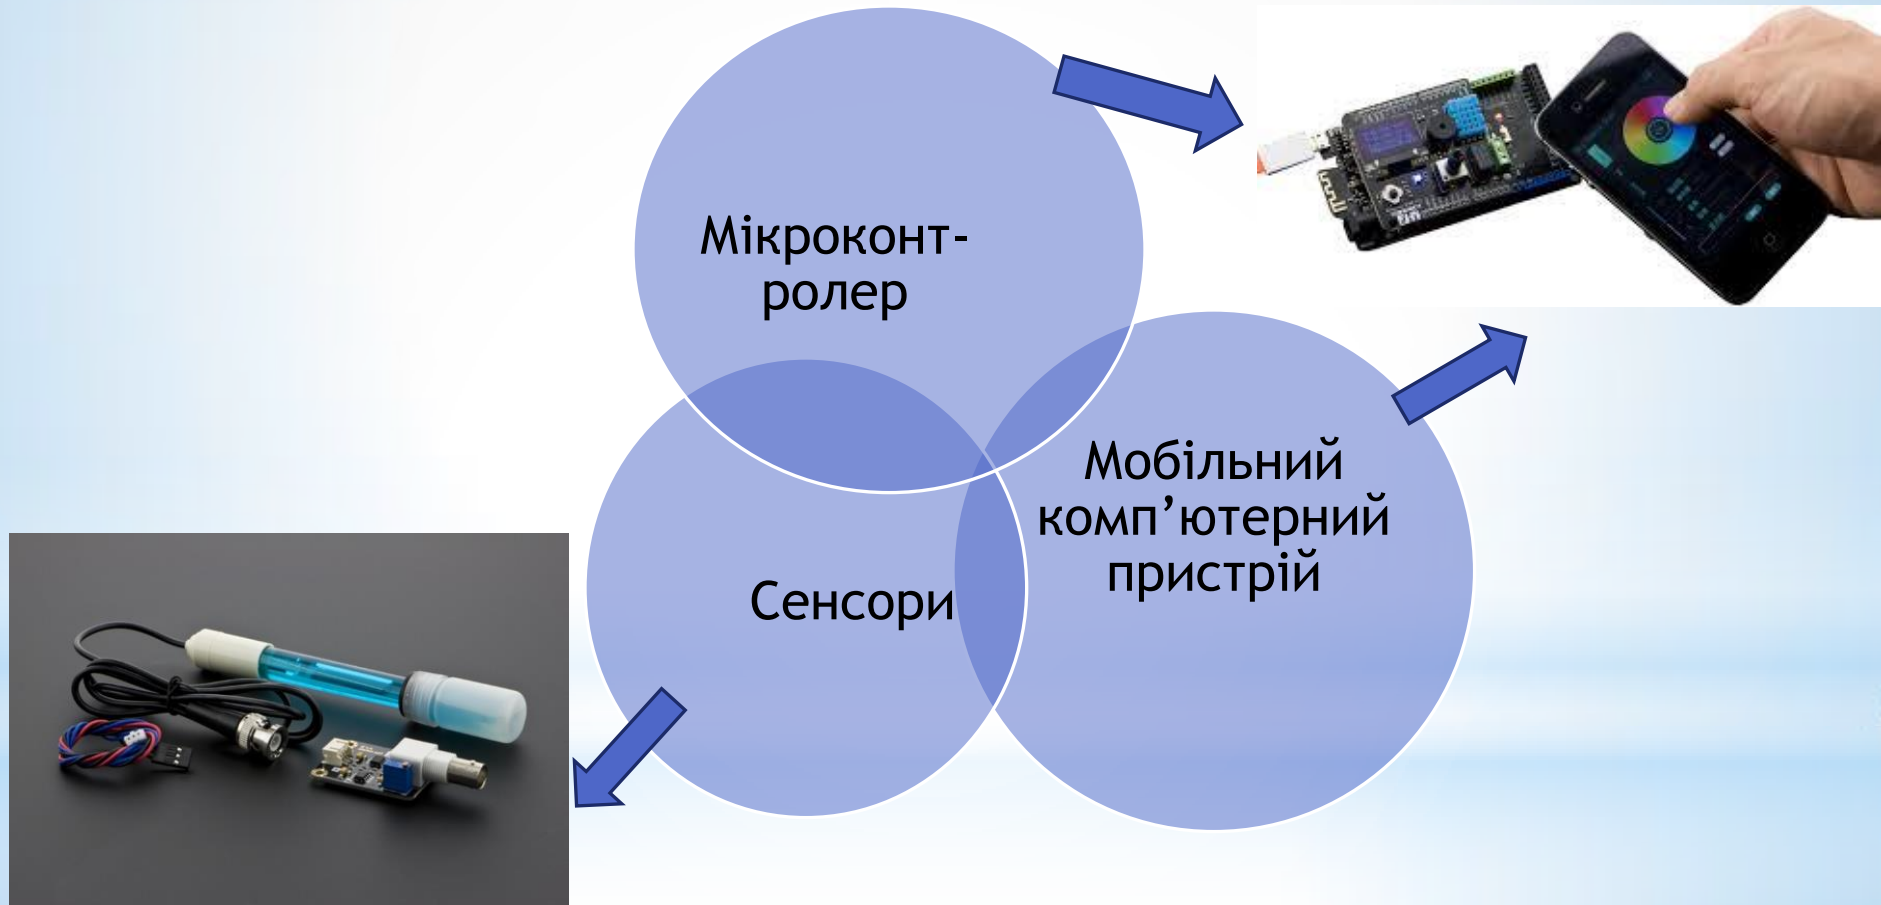 Мікроконт-
ролер
Мобільний
комп’ютерний
пристрій
Сенсори